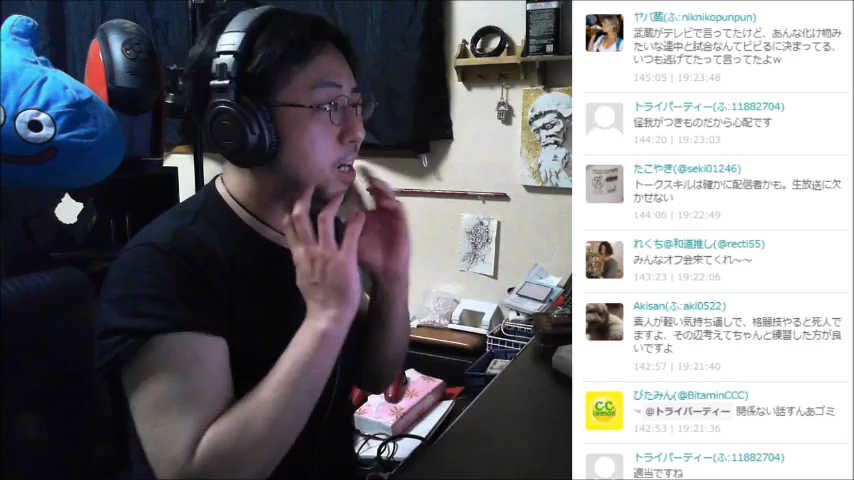 ヤバ蔵(ふ:niknikopunpun)
武蔵がテレビで言ってたけど、あんな化け物み
たいな連中と試合なんてビビるに決まってる、
いつも逃げてたって言ってたよw
145:05 | 19:23:48
トライパーティー(ふ:11882704)
怪我がつきものだから心配です
144:20 | 19:23:03
たこやき(@seki01246)
トークスキルは確かに配信者かも。生放送に欠
かせない
144:06 | 19:22:49
れくち@和道推し(@recti55)
みんなオフ会来てくれ～～
143:23 | 19:22:06
Akisan(ふ:aki0522)
素人が軽い気持ち通しで、格闘技やると死人で
ますよ、その辺考えてちゃんと練習した方が良
いですよ
142:57 | 19:21:40
CC
Lemon
ぴたみん(@BitaminCCC)
@トライパーティー 関係ない話すんあゴミ
142:53 | 19:21:36
トライパーティー(ふ:11882704)
適当ですね